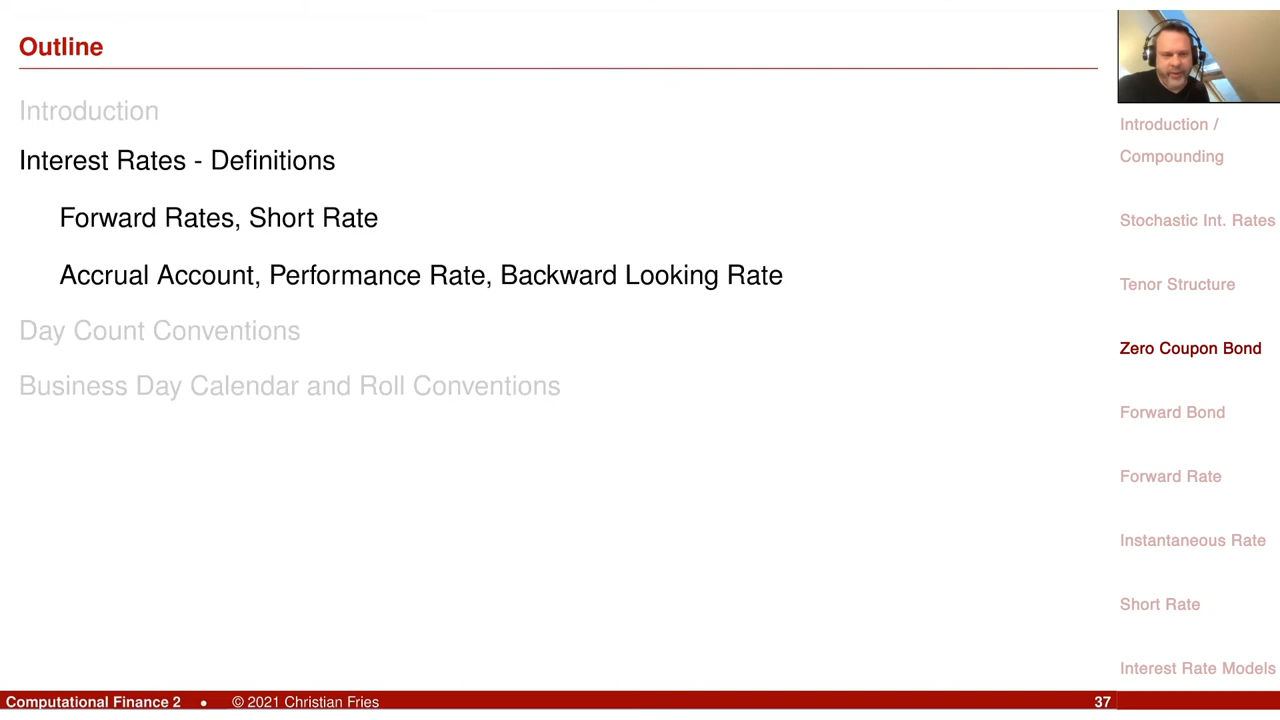 Outline
Introduction
Interest Rates - Definitions
Forward Rates, Short Rate
Accrual Account, Performance Rate, Backward Looking Rate
Day Count Conventions
Business Day Calendar and Roll Conventions
Introduction /
Compounding
Stochastic Int. Rates
Tenor Structure
Zero Coupon Bond
Forward Bond
Forward Rate
Instantaneous Rate
Short Rate
Interest Rate Models
Computational Finance 2 • © 2021 Christian Fries 37